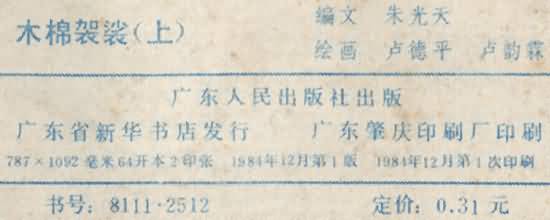 木棉袈裟(上)
编文 朱光天
绘画 卢德平 卢韵霖
广东人民出版社出版
广东省新华书店发行 广东肇庆印刷厂印刷
787×1092毫米64开本2印张 1984年12月第1版 1984年12月第1次印刷
书号: 8111·2512 定价: 0.31元